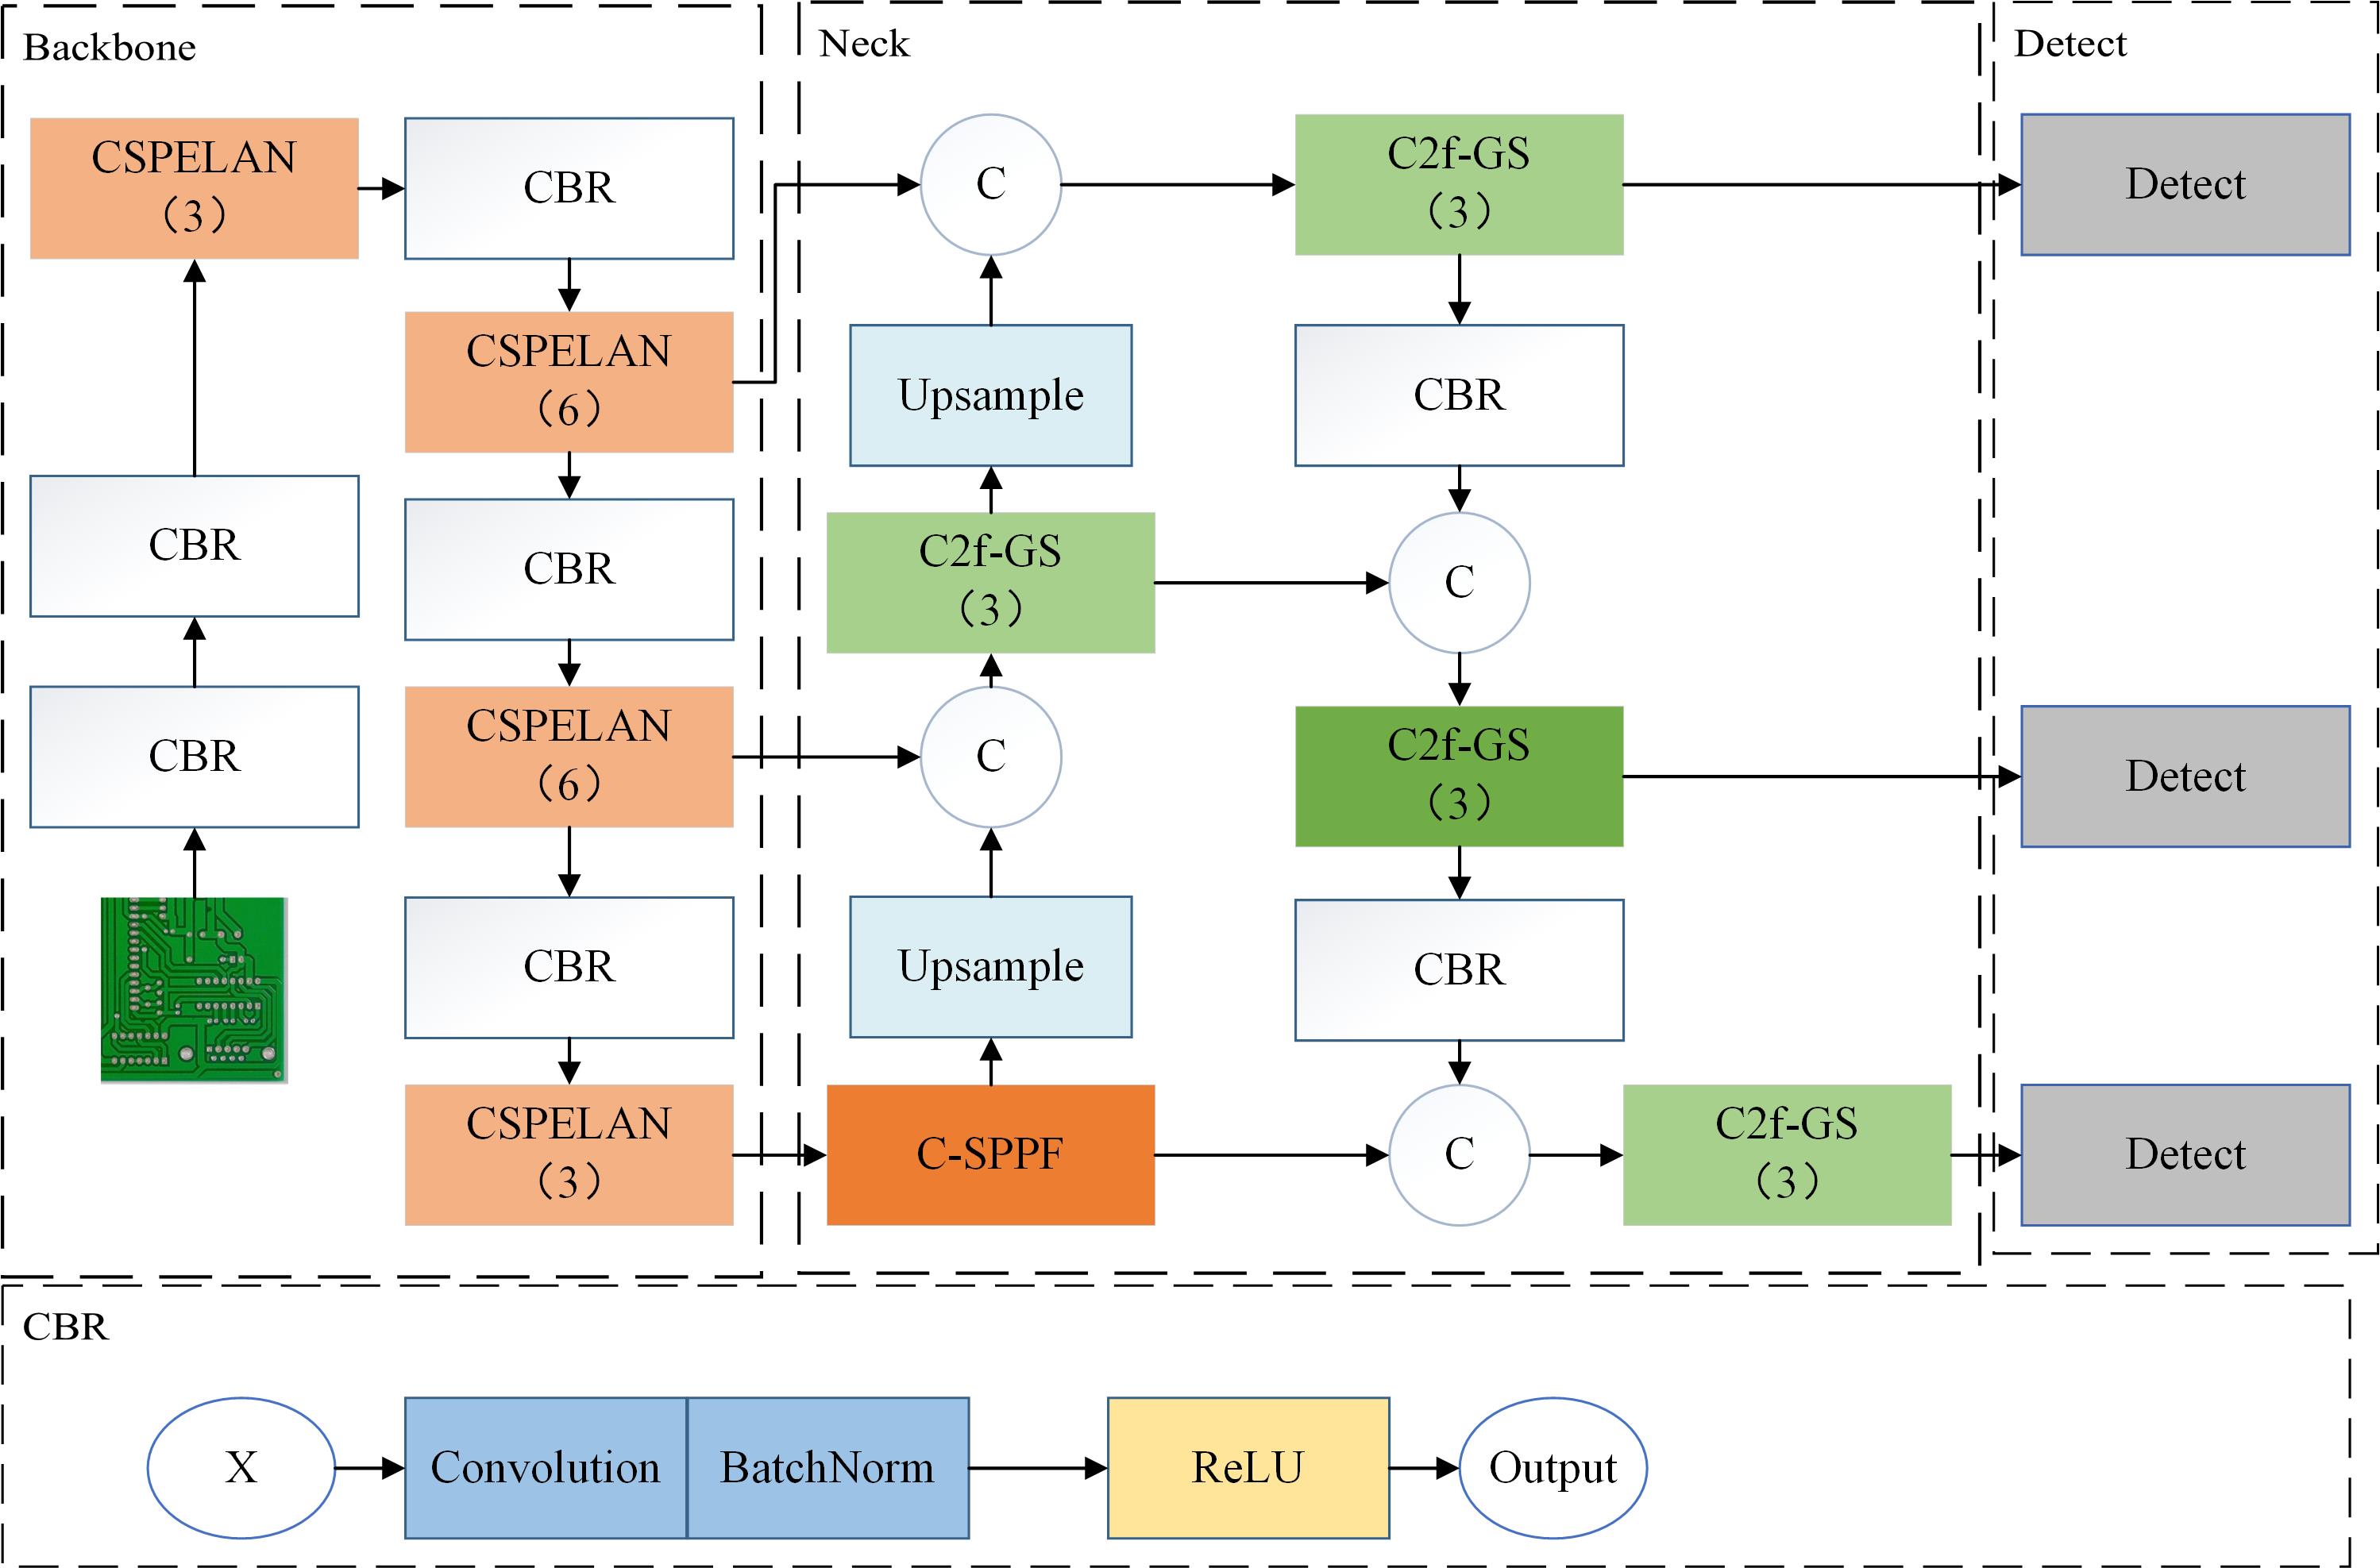 Backbone
CSPELAN
（3）
CBR
CSPELAN
（6）
CBR
CBR
CSPELAN
（6）
CBR
CBR
CSPELAN
（3）
Neck
C
C2f-GS
（3）
Upsample
CBR
C2f-GS
（3）
C
C
C2f-GS
（3）
Upsample
CBR
C-SPPF
C
C2f-GS
（3）
Detect
Detect
Detect
Detect
CBR
X
Convolution
BatchNorm
ReLU
Output